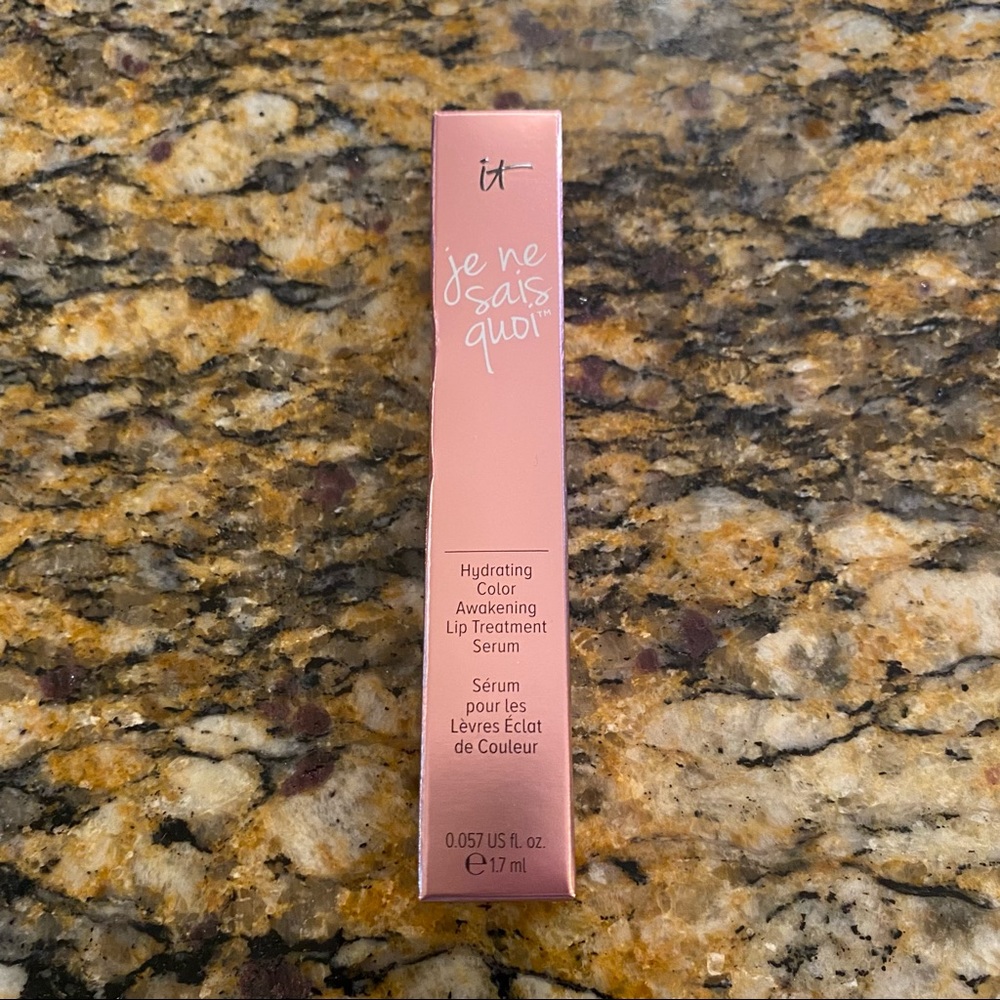 it
je ne
sais
quoi™
Hydrating
Color
Awakening
Lip Treatment
Serum
Sérum
pour les
Lèvres Éclat
de Couleur
0.057 US fl. oz.
℮ 1.7 ml